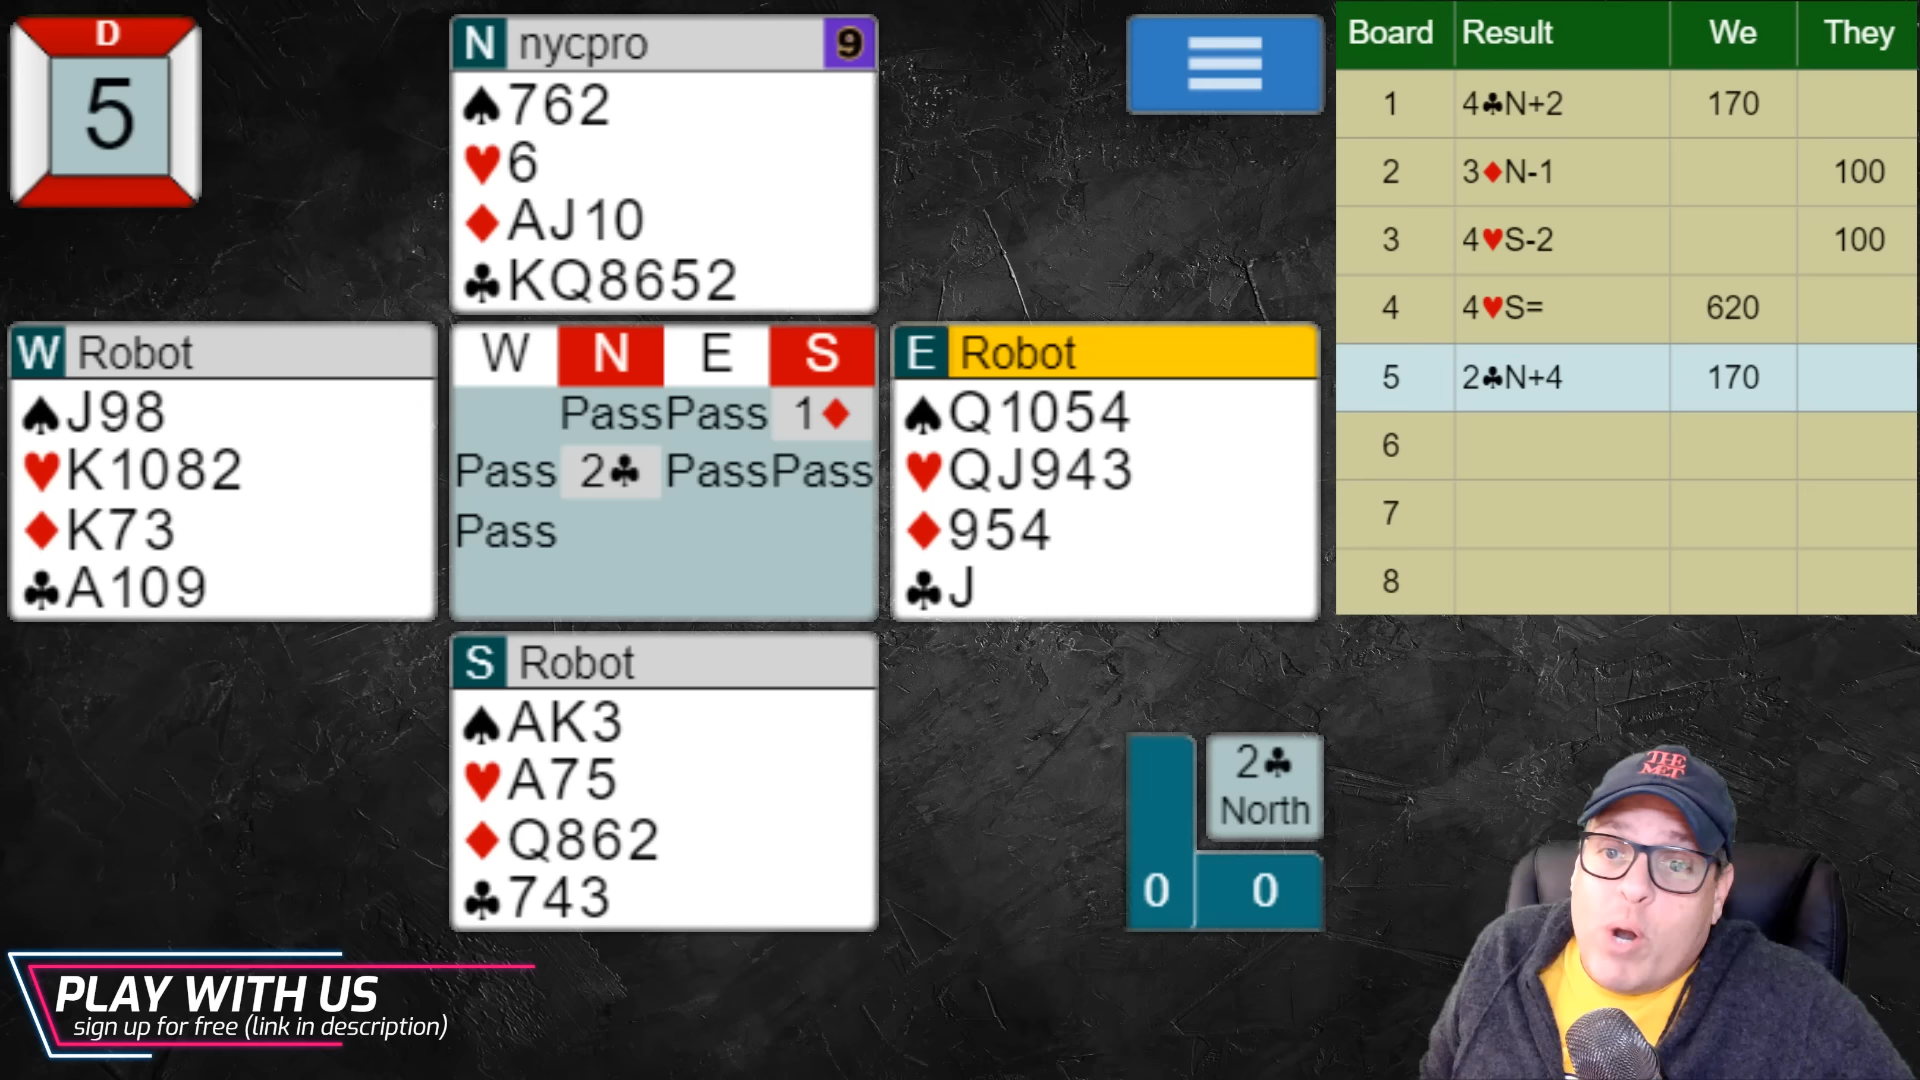 D
5
N nycpro 9
♠762
♥6
♦AJ10
♣KQ8652
W Robot
♠J98
♥K1082
♦K73
♣A109
W N E S
Pass Pass 1♦
Pass 2♣ Pass Pass
Pass
E Robot
♠Q1054
♥QJ943
♦954
♣J
S Robot
♠AK3
♥A75
♦Q862
♣743
2♣
North
0 0
Board Result We They
1 4♣N+2 170
2 3♦N-1 100
3 4♥S-2 100
4 4♥S= 620
5 2♣N+4 170
6
7
8
THE
MET
PLAY WITH US
sign up for free (link in description)